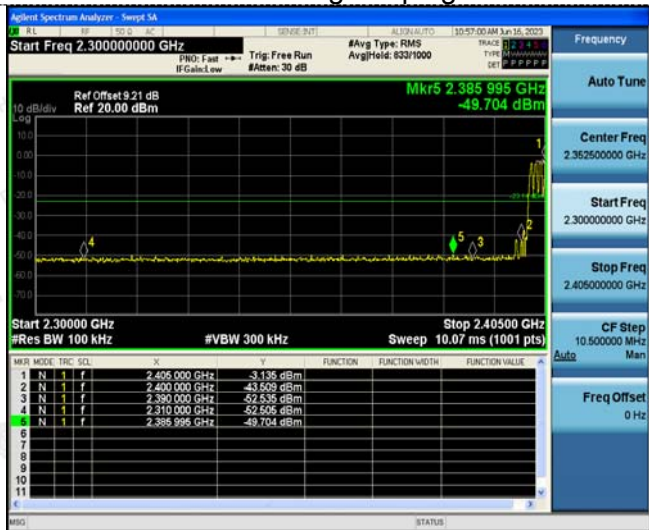 Agilent Spectrum Analyzer - Swept SA
RL RF 50 Ω AC SENSE:INT ALIGN AUTO 10:57:00 AM Jun 16, 2023
Start Freq 2.300000000 GHz
PNO: Fast
IFGain:Low
Trig: Free Run
#Atten: 30 dB
#Avg Type: RMS
Avg|Hold: 633/1000
TRACE 1 2 3 4 5 6
TYPE M
DET P P P P P P
Frequency
Auto Tune
Center Freq
2.352500000 GHz
Start Freq
2.300000000 GHz
Stop Freq
2.405000000 GHz
CF Step
10.500000 MHz
Auto Man
Freq Offset
0 Hz
Ref Offset 9.21 dB
10 dB/div Ref 20.00 dBm
Log
Mkr5 2.385 995 GHz
-49.704 dBm
10.0
0.00
-10.0
-20.0
-30.0
-40.0
-50.0
-60.0
-70.0
1
2
3
4
5
Start 2.30000 GHz Stop 2.40500 GHz
#Res BW 100 kHz #VBW 300 kHz Sweep 10.07 ms (1001 pts)
MKR MODE TRC SCL X Y FUNCTION FUNCTION WIDTH FUNCTION VALUE
1 N 1 f 2.405 000 GHz -3.135 dBm
2 N 1 f 2.400 000 GHz -43.509 dBm
3 N 1 f 2.390 000 GHz -52.535 dBm
4 N 1 f 2.310 000 GHz -52.505 dBm
5 N 1 f 2.385 995 GHz -49.704 dBm
6
7
8
9
10
11
MSG STATUS